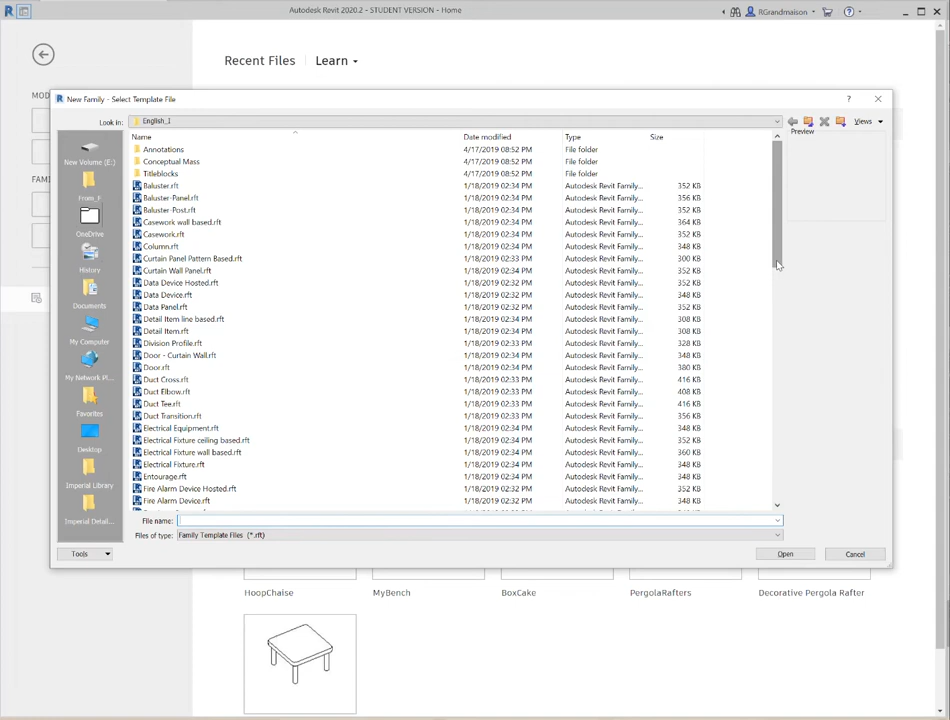 Autodesk Revit 2020.2 - STUDENT VERSION - Home
RGrandmaison
Recent Files Learn
MOD
FAMI
New Family - Select Template File
Look in: English_I Views
Name Date modified Type Size
Preview
Annotations 4/17/2019 08:52 PM File folder
Conceptual Mass 4/17/2019 08:52 PM File folder
Titleblocks 4/17/2019 08:52 PM File folder
Baluster.rft 1/18/2019 02:34 PM Autodesk Revit Family... 352 KB
Baluster-Panel.rft 1/18/2019 02:34 PM Autodesk Revit Family... 356 KB
Baluster-Post.rft 1/18/2019 02:34 PM Autodesk Revit Family... 352 KB
Casework wall based.rft 1/18/2019 02:34 PM Autodesk Revit Family... 364 KB
Casework.rft 1/18/2019 02:34 PM Autodesk Revit Family... 352 KB
Column.rft 1/18/2019 02:34 PM Autodesk Revit Family... 348 KB
Curtain Panel Pattern Based.rft 1/18/2019 02:33 PM Autodesk Revit Family... 300 KB
Curtain Wall Panel.rft 1/18/2019 02:34 PM Autodesk Revit Family... 352 KB
Data Device Hosted.rft 1/18/2019 02:32 PM Autodesk Revit Family... 352 KB
Data Device.rft 1/18/2019 02:32 PM Autodesk Revit Family... 348 KB
Data Panel.rft 1/18/2019 02:32 PM Autodesk Revit Family... 352 KB
Detail Item line based.rft 1/18/2019 02:34 PM Autodesk Revit Family... 308 KB
Detail Item.rft 1/18/2019 02:34 PM Autodesk Revit Family... 308 KB
Division Profile.rft 1/18/2019 02:33 PM Autodesk Revit Family... 328 KB
Door - Curtain Wall.rft 1/18/2019 02:34 PM Autodesk Revit Family... 348 KB
Door.rft 1/18/2019 02:34 PM Autodesk Revit Family... 380 KB
Duct Cross.rft 1/18/2019 02:33 PM Autodesk Revit Family... 416 KB
Duct Elbow.rft 1/18/2019 02:33 PM Autodesk Revit Family... 408 KB
Duct Tee.rft 1/18/2019 02:33 PM Autodesk Revit Family... 416 KB
Duct Transition.rft 1/18/2019 02:33 PM Autodesk Revit Family... 356 KB
Electrical Equipment.rft 1/18/2019 02:34 PM Autodesk Revit Family... 348 KB
Electrical Fixture ceiling based.rft 1/18/2019 02:34 PM Autodesk Revit Family... 352 KB
Electrical Fixture wall based.rft 1/18/2019 02:34 PM Autodesk Revit Family... 360 KB
Electrical Fixture.rft 1/18/2019 02:34 PM Autodesk Revit Family... 348 KB
Entourage.rft 1/18/2019 02:34 PM Autodesk Revit Family... 348 KB
Fire Alarm Device Hosted.rft 1/18/2019 02:32 PM Autodesk Revit Family... 352 KB
Fire Alarm Device.rft 1/18/2019 02:32 PM Autodesk Revit Family... 348 KB
New Volume (E:)
From_F
OneDrive
History
Documents
My Computer
My Network Pl...
Favorites
Desktop
Imperial Library
Imperial Detail...
File name:
Files of type: Family Template Files (*.rft)
Tools Open Cancel
HoopChaise MyBench BoxCake PergolaRafters Decorative Pergola Rafter